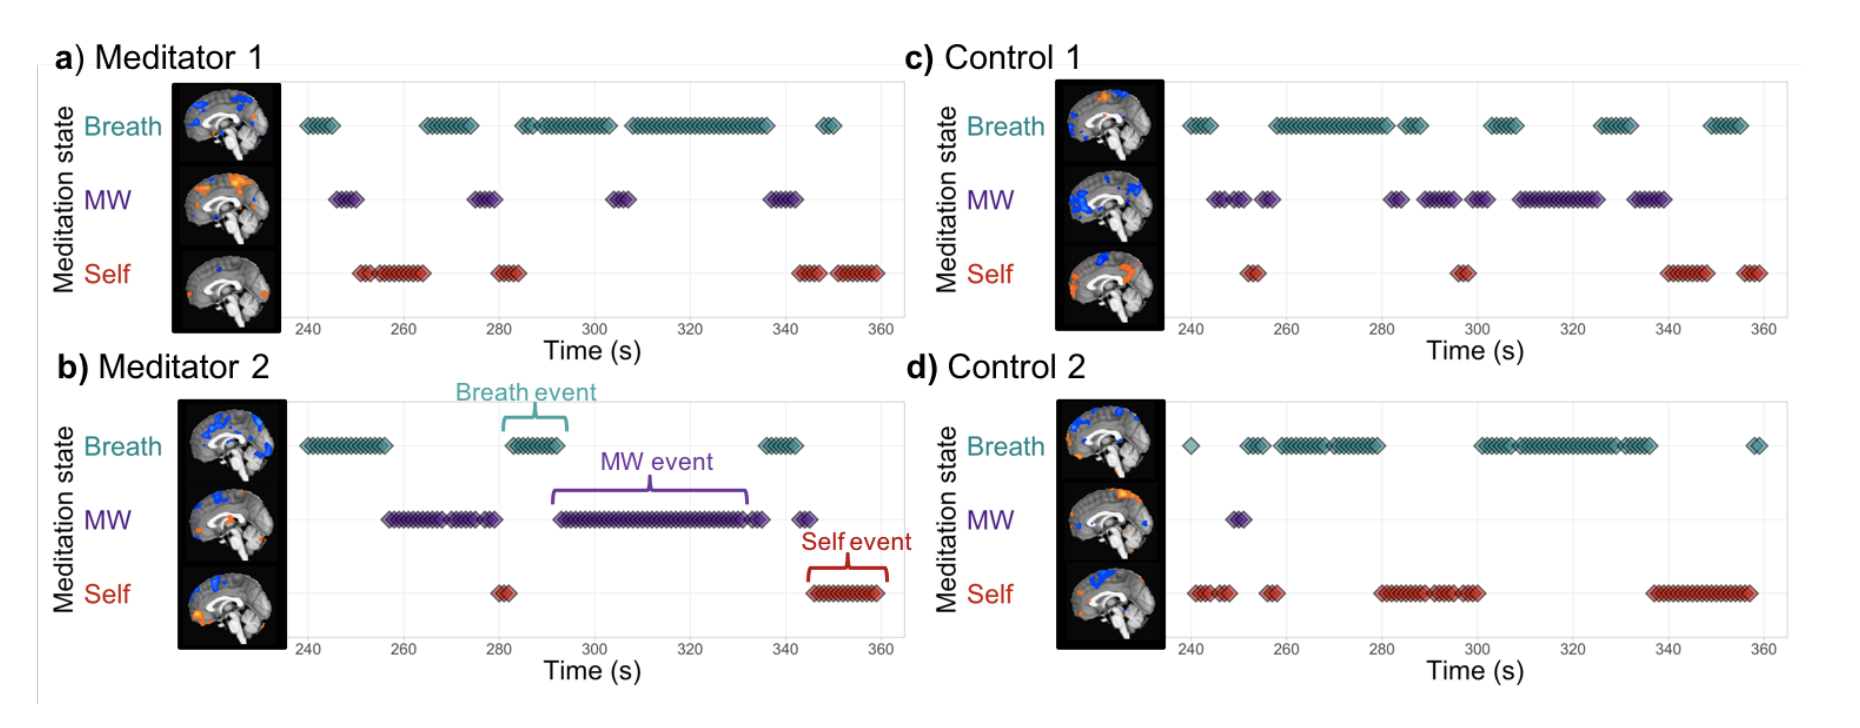 a) Meditator 1
Meditation state
Breath
MW
Self
240 260 280 300 320 340 360
Time (s)
c) Control 1
Meditation state
Breath
MW
Self
240 260 280 300 320 340 360
Time (s)
b) Meditator 2
Meditation state
Breath
MW
Self
Breath event
MW event
Self event
240 260 280 300 320 340 360
Time (s)
d) Control 2
Meditation state
Breath
MW
Self
240 260 280 300 320 340 360
Time (s)